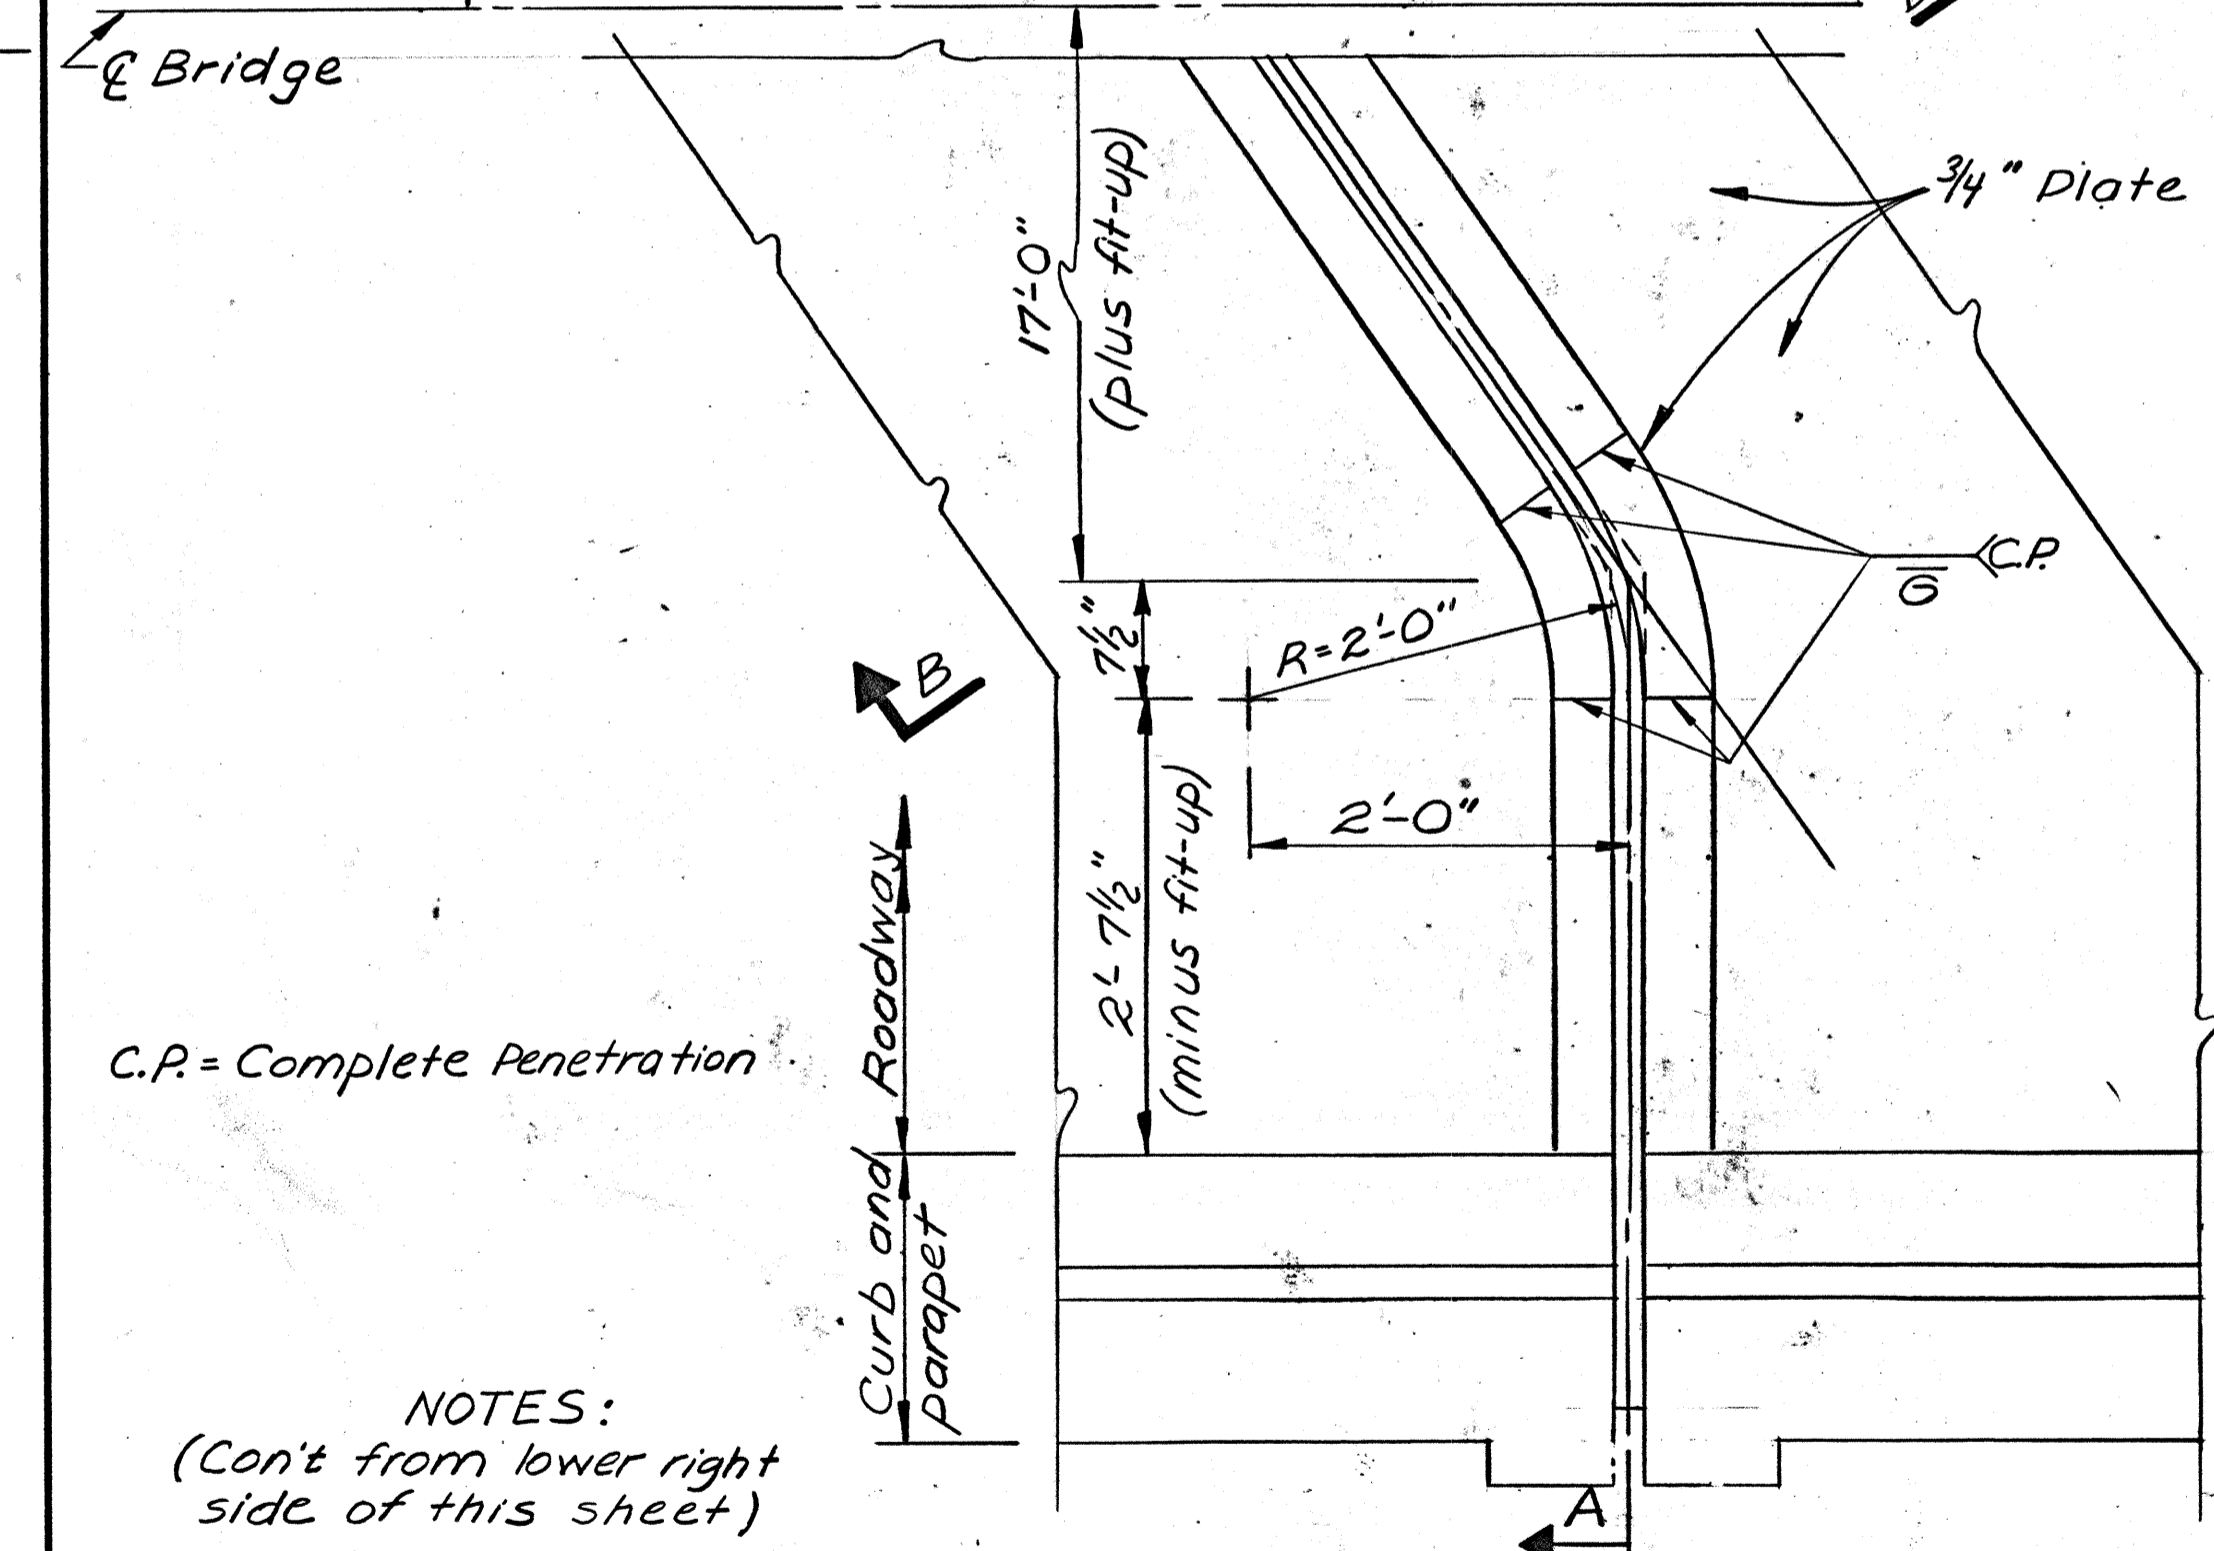 ℄ Bridge
3/4" Plate
17'-0"
(plus fit-up)
C.P.
G
7½"
R=2'-0"
B
2'-0"
2'-7½"
(minus fit-up)
Roadway
C.P. = Complete Penetration
Curb and
parapet
NOTES:
(Con't from lower right
side of this sheet)
A